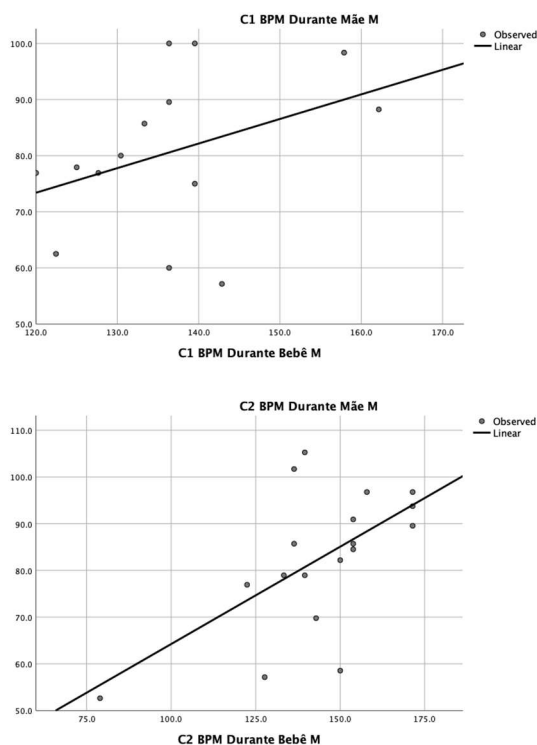 C1 BPM Durante Mãe M
Observed
Linear
100.0
90.0
80.0
70.0
60.0
50.0
120.0 130.0 140.0 150.0 160.0 170.0
C1 BPM Durante Bebê M
C2 BPM Durante Mãe M
Observed
Linear
110.0
100.0
90.0
80.0
70.0
60.0
50.0
75.0 100.0 125.0 150.0 175.0
C2 BPM Durante Bebê M